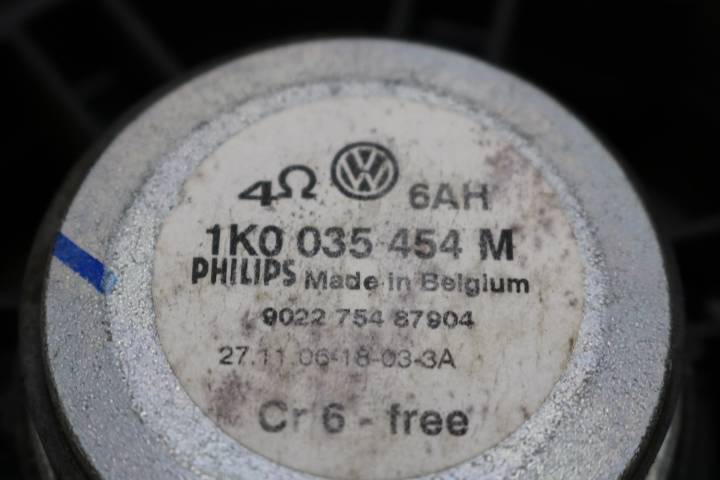 4Ω VW 6AH
1K0 035 454 M
PHILIPS Made in Belgium
9022 754 87904
27.11.06-18-03-3A
Cr 6 - free